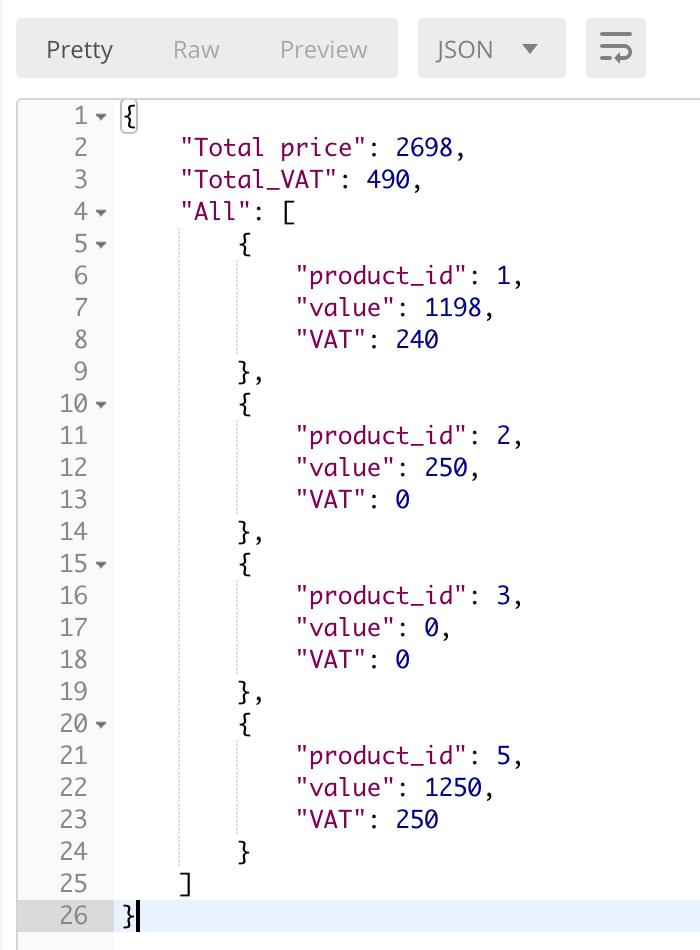 Pretty Raw Preview JSON
1 {
2 "Total price": 2698,
3 "Total_VAT": 490,
4 "All": [
5 {
6 "product_id": 1,
7 "value": 1198,
8 "VAT": 240
9 },
10 {
11 "product_id": 2,
12 "value": 250,
13 "VAT": 0
14 },
15 {
16 "product_id": 3,
17 "value": 0,
18 "VAT": 0
19 },
20 {
21 "product_id": 5,
22 "value": 1250,
23 "VAT": 250
24 }
25 ]
26 }